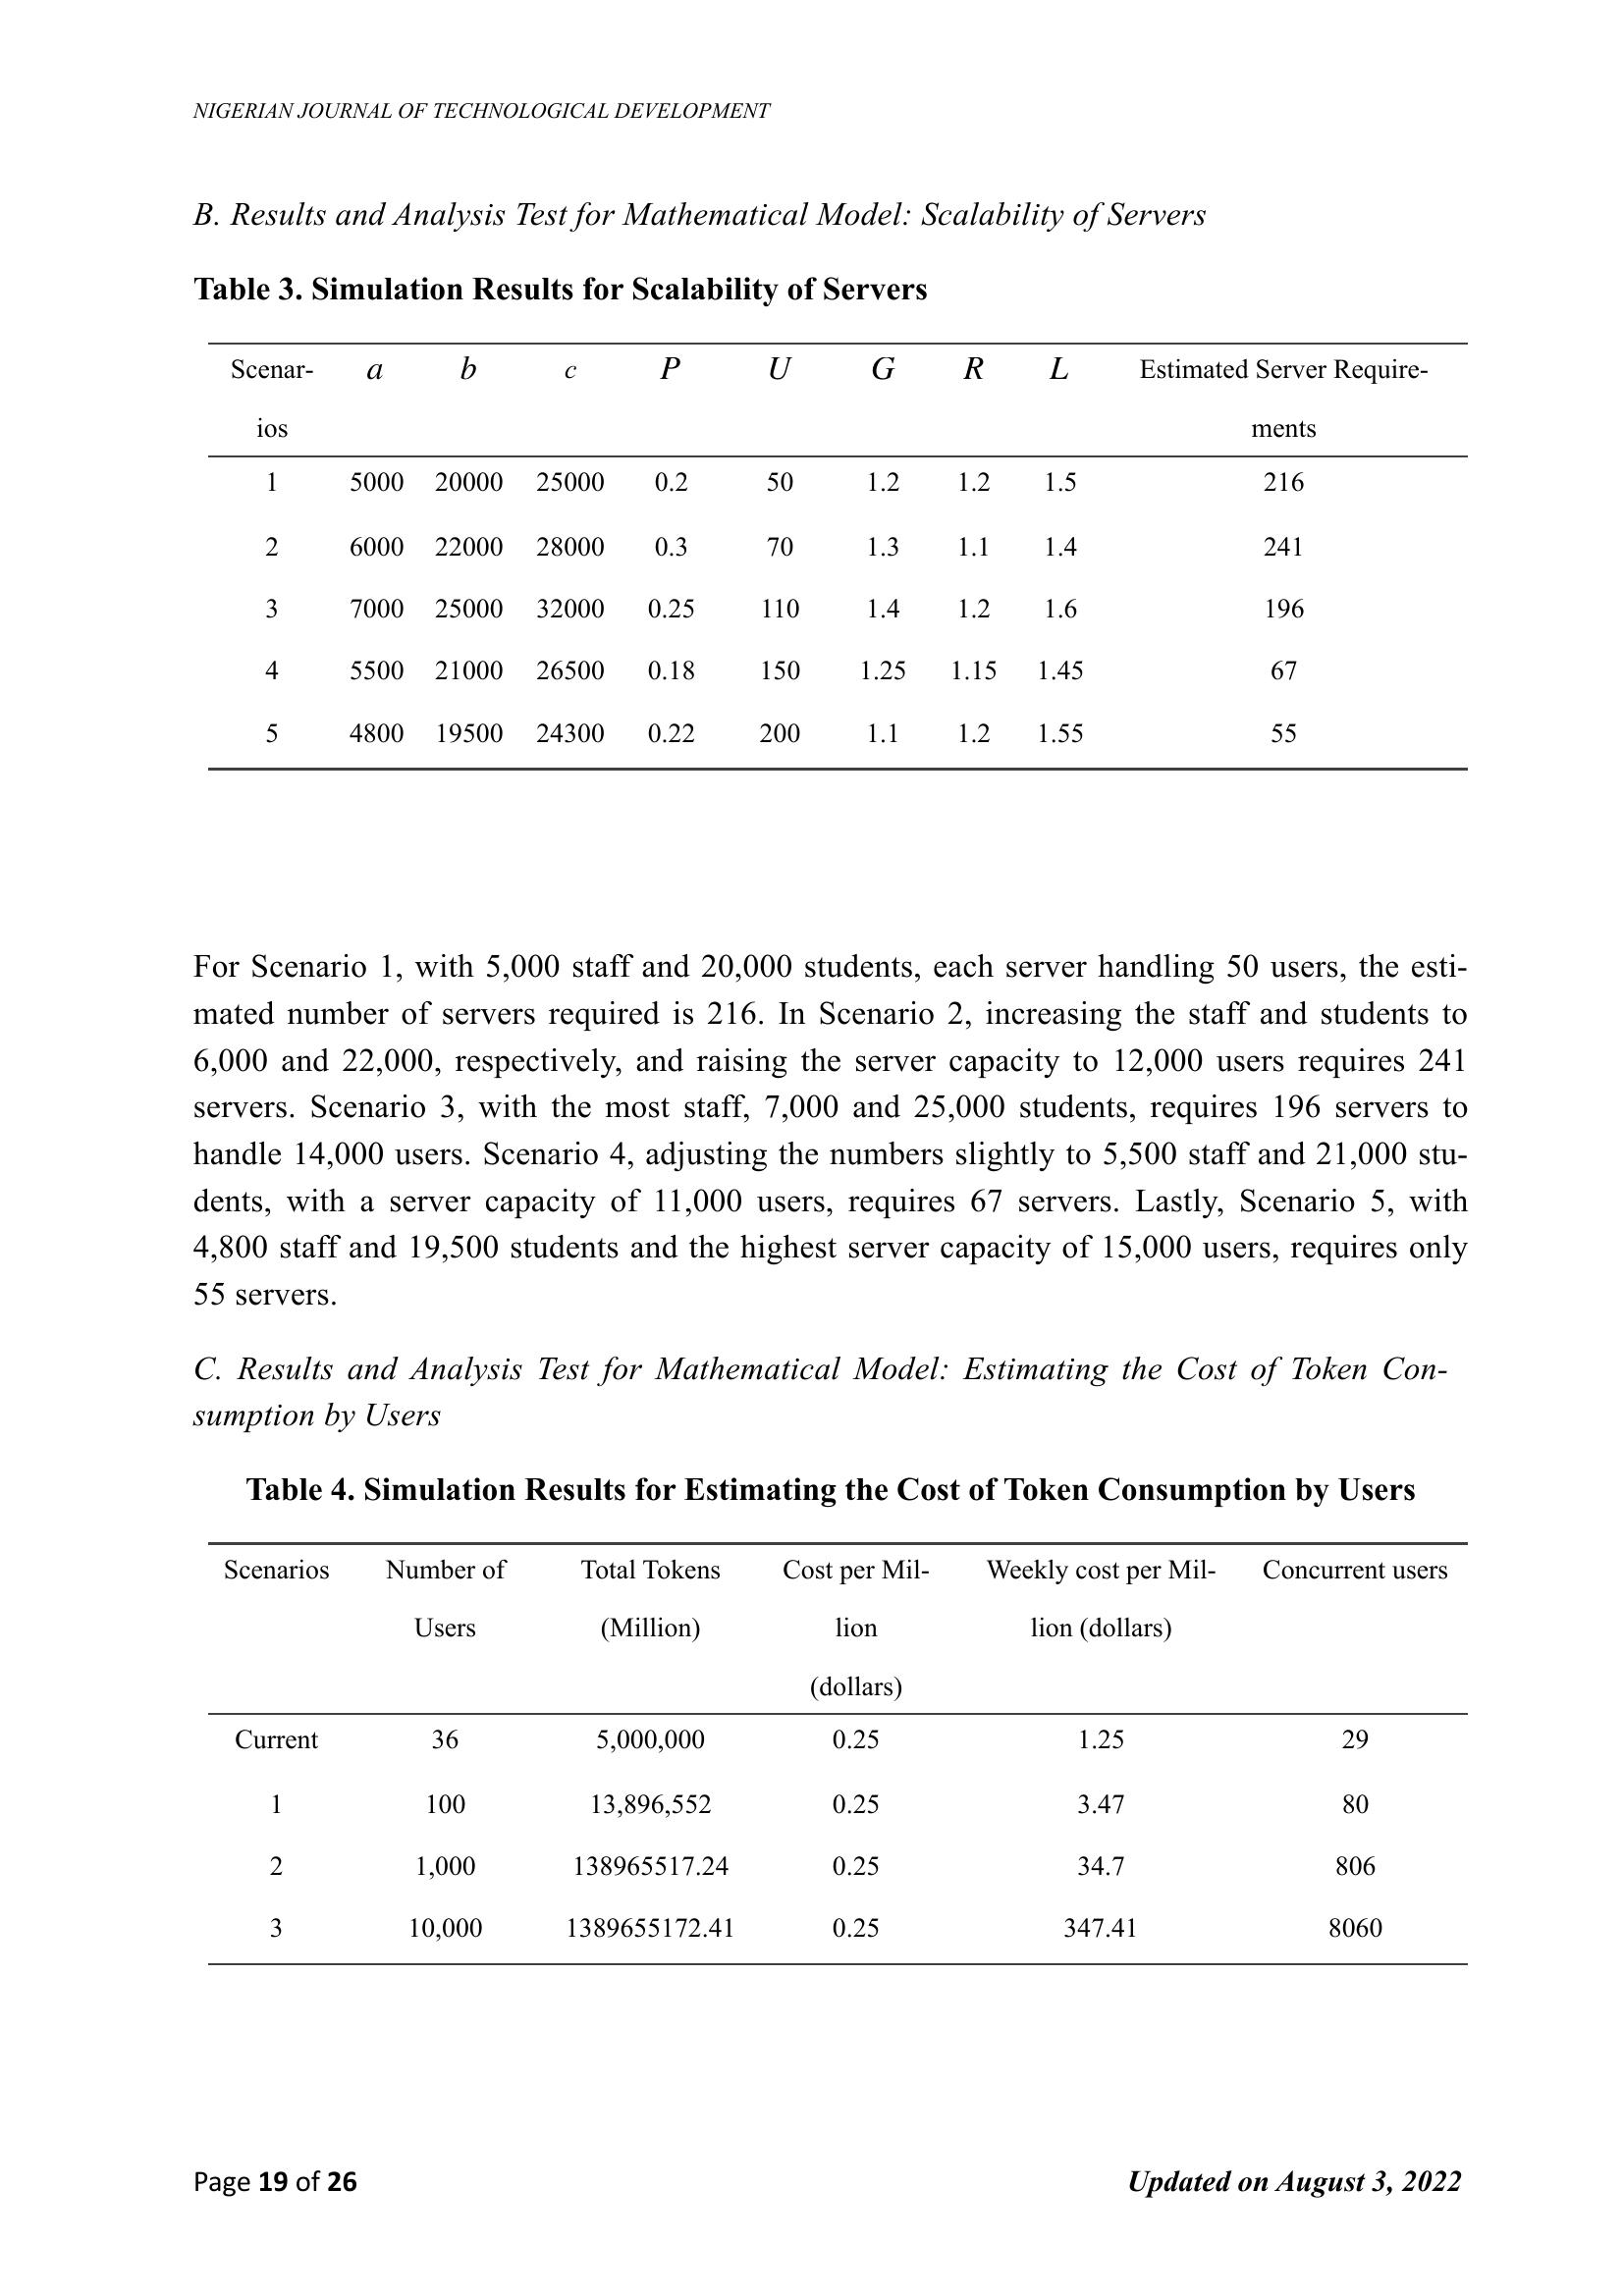 NIGERIAN JOURNAL OF TECHNOLOGICAL DEVELOPMENT
B. Results and Analysis Test for Mathematical Model: Scalability of Servers
Table 3. Simulation Results for Scalability of Servers
Scenar- a b c P U G R L Estimated Server Require-
ios ments
1 5000 20000 25000 0.2 50 1.2 1.2 1.5 216
2 6000 22000 28000 0.3 70 1.3 1.1 1.4 241
3 7000 25000 32000 0.25 110 1.4 1.2 1.6 196
4 5500 21000 26500 0.18 150 1.25 1.15 1.45 67
5 4800 19500 24300 0.22 200 1.1 1.2 1.55 55
For Scenario 1, with 5,000 staff and 20,000 students, each server handling 50 users, the esti-
mated number of servers required is 216. In Scenario 2, increasing the staff and students to
6,000 and 22,000, respectively, and raising the server capacity to 12,000 users requires 241
servers. Scenario 3, with the most staff, 7,000 and 25,000 students, requires 196 servers to
handle 14,000 users. Scenario 4, adjusting the numbers slightly to 5,500 staff and 21,000 stu-
dents, with a server capacity of 11,000 users, requires 67 servers. Lastly, Scenario 5, with
4,800 staff and 19,500 students and the highest server capacity of 15,000 users, requires only
55 servers.
C. Results and Analysis Test for Mathematical Model: Estimating the Cost of Token Con-
sumption by Users
Table 4. Simulation Results for Estimating the Cost of Token Consumption by Users
Scenarios Number of Total Tokens Cost per Mil- Weekly cost per Mil- Concurrent users
Users (Million) lion lion (dollars)
(dollars)
Current 36 5,000,000 0.25 1.25 29
1 100 13,896,552 0.25 3.47 80
2 1,000 138965517.24 0.25 34.7 806
3 10,000 1389655172.41 0.25 347.41 8060
Page 19 of 26 Updated on August 3, 2022